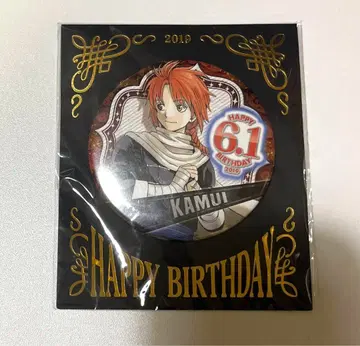 2019
HAPPY
6.1
BIRTHDAY
2019
KAMUI
HAPPY BIRTHDAY